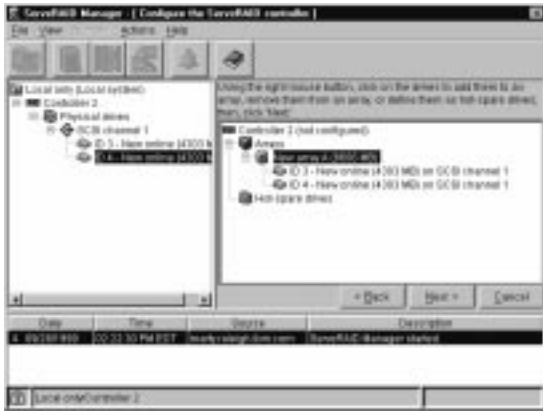 ServeRAID Manager - [ Configure the ServeRAID controller ]
File View Actions Help
Local only (Local system)
Controller 2
Physical drives
SCSI channel 1
ID 3 - New online (4303 M
ID 4 - New online (4303 M
Using the right mouse button, click on the drives to add them to an
array, remove them from an array, or define them as hot-spare drives;
then, click 'Next'.
Controller 2 (not configured)
Arrays
New array A
ID 3 - New online (4303 MB) on SCSI channel 1
ID 4 - New online (4303 MB) on SCSI channel 1
Hot-spare drives
< Back Next > Cancel
Date Time Source Description
PM EST ServeRAID Manager started
Local only/Controller 2